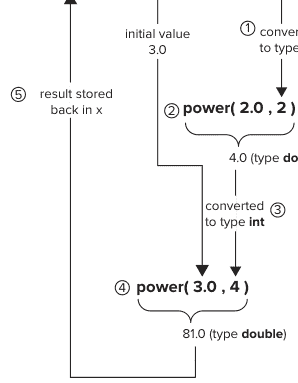 initial value
3.0
① conver
to type
⑤ result stored
back in x
② power( 2.0 , 2 )
4.0 (type do
converted ③
to type int
④ power( 3.0 , 4 )
81.0 (type double)